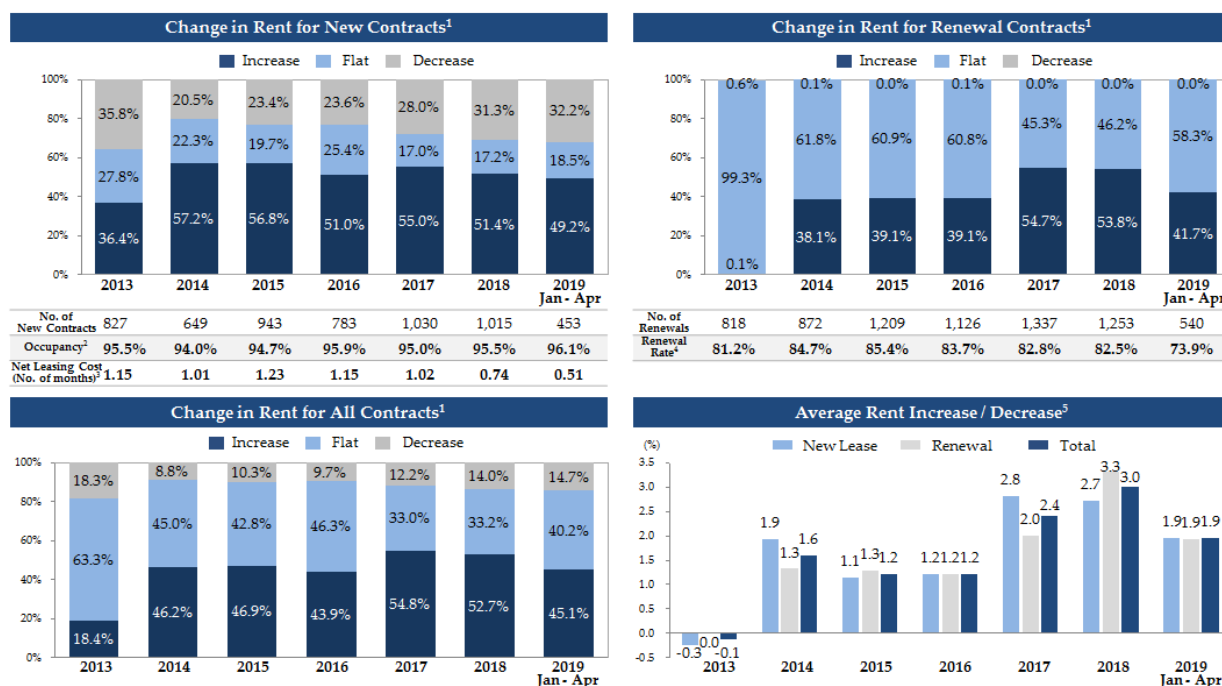 Change in Rent for New Contracts1
Increase Flat Decrease
100%
80%
60%
40%
20%
0%
35.8% 20.5% 23.4% 23.6% 28.0% 31.3% 32.2%
27.8% 22.3% 19.7% 25.4% 17.0% 17.2% 18.5%
36.4% 57.2% 56.8% 51.0% 55.0% 51.4% 49.2%
2013 2014 2015 2016 2017 2018 2019
Jan - Apr
No. of
New Contracts 827 649 943 783 1,030 1,015 453
Occupancy2 95.5% 94.0% 94.7% 95.9% 95.0% 95.5% 96.1%
Net Leasing Cost
(No. of months)3 1.15 1.01 1.23 1.15 1.02 0.74 0.51
Change in Rent for Renewal Contracts1
Increase Flat Decrease
100%
80%
60%
40%
20%
0%
0.6% 0.1% 0.0% 0.1% 0.0% 0.0% 0.0%
99.3% 61.8% 60.9% 60.8% 45.3% 46.2% 58.3%
0.1% 38.1% 39.1% 39.1% 54.7% 53.8% 41.7%
2013 2014 2015 2016 2017 2018 2019
Jan - Apr
No. of
Renewals 818 872 1,209 1,126 1,337 1,253 540
Renewal
Rate4 81.2% 84.7% 85.4% 83.7% 82.8% 82.5% 73.9%
Change in Rent for All Contracts1
Increase Flat Decrease
100%
80%
60%
40%
20%
0%
18.3% 8.8% 10.3% 9.7% 12.2% 14.0% 14.7%
63.3% 45.0% 42.8% 46.3% 33.0% 33.2% 40.2%
18.4% 46.2% 46.9% 43.9% 54.8% 52.7% 45.1%
2013 2014 2015 2016 2017 2018 2019
Jan - Apr
Average Rent Increase / Decrease5
(%)
New Lease Renewal Total
3.5
3.0
2.5
2.0
1.5
1.0
0.5
0.0
-0.5
-0.3 0.0 -0.1 1.9 1.3 1.6 1.1 1.3 1.2 1.2 1.2 1.2 2.8 2.0 2.4 2.7 3.3 3.0 1.9 1.9 1.9
2013 2014 2015 2016 2017 2018 2019
Jan - Apr